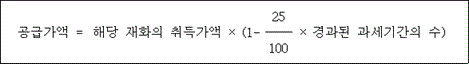 공급가액 = 해당 재화의 취득가액 × (1- 25/100 × 경과된 과세기간의 수)